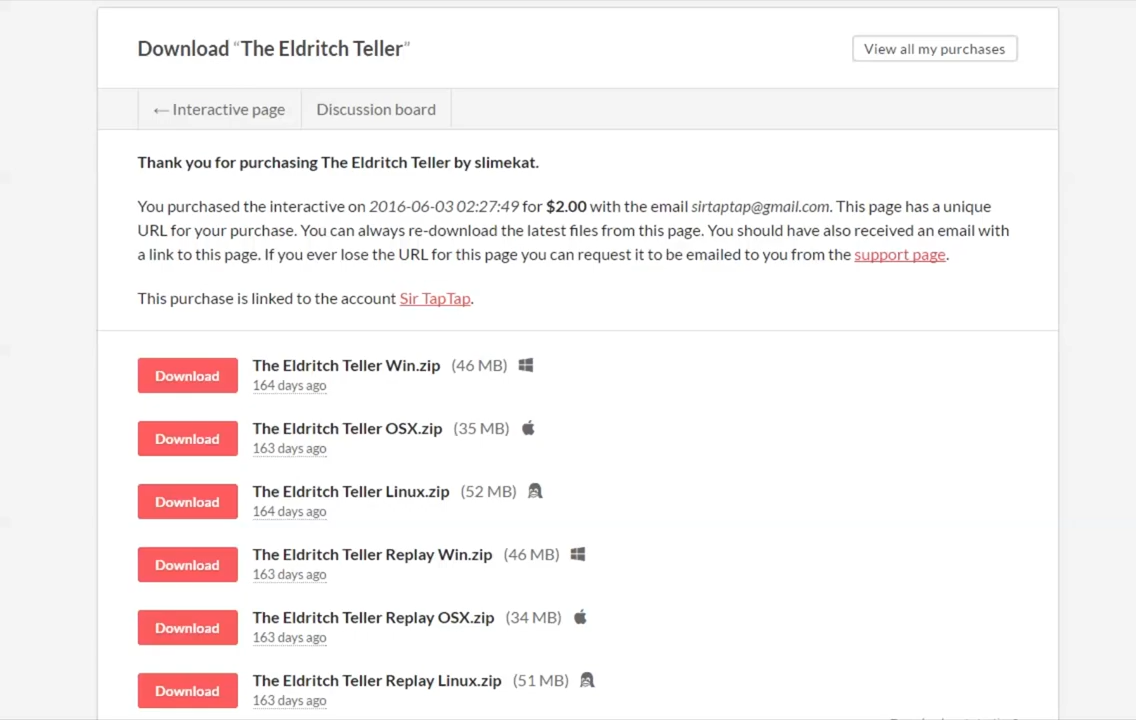 Download “The Eldritch Teller”
View all my purchases
← Interactive page
Discussion board
Thank you for purchasing The Eldritch Teller by slimekat.
You purchased the interactive on 2016-06-03 02:27:49 for $2.00 with the email sirtaptap@gmail.com. This page has a unique
URL for your purchase. You can always re-download the latest files from this page. You should have also received an email with
a link to this page. If you ever lose the URL for this page you can request it to be emailed to you from the support page.
This purchase is linked to the account Sir TapTap.
Download
The Eldritch Teller Win.zip (46 MB)
164 days ago
Download
The Eldritch Teller OSX.zip (35 MB)
163 days ago
Download
The Eldritch Teller Linux.zip (52 MB)
164 days ago
Download
The Eldritch Teller Replay Win.zip (46 MB)
163 days ago
Download
The Eldritch Teller Replay OSX.zip (34 MB)
163 days ago
Download
The Eldritch Teller Replay Linux.zip (51 MB)
163 days ago